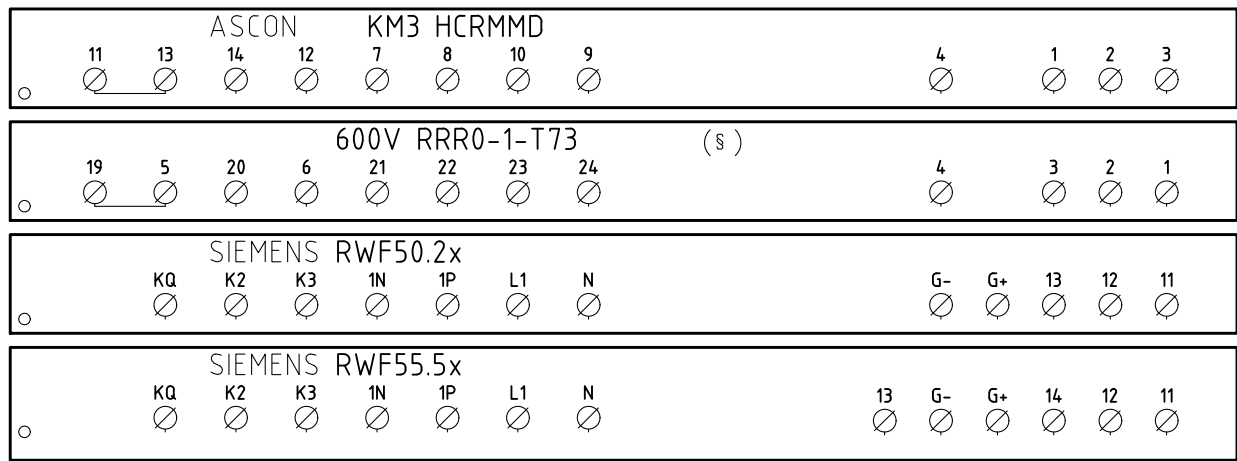 ASCON KM3 HCRMMD
11 13 14 12 7 8 10 9 4 1 2 3
600V RRR0-1-T73 (§)
19 5 20 6 21 22 23 24 4 3 2 1
SIEMENS RWF50.2x
KQ K2 K3 1N 1P L1 N G- G+ 13 12 11
SIEMENS RWF55.5x
KQ K2 K3 1N 1P L1 N 13 G- G+ 14 12 11